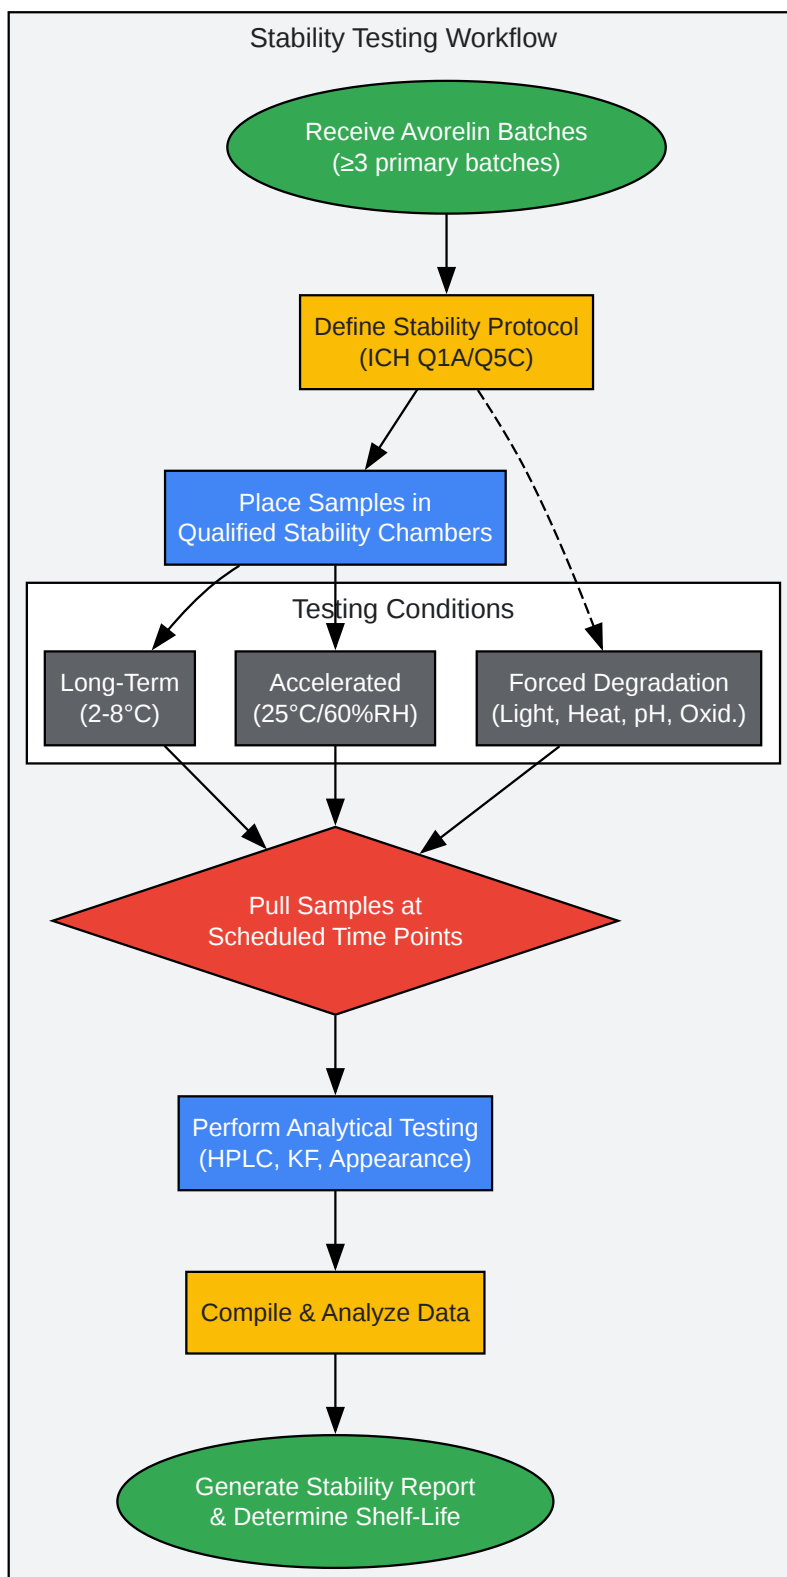 Stability Testing Workflow
Receive Avorelin Batches
(≥3 primary batches)
Define Stability Protocol
(ICH Q1A/Q5C)
Place Samples in
Qualified Stability Chambers
Testing Conditions
Long-Term
(2-8°C)
Accelerated
(25°C/60%RH)
Forced Degradation
(Light, Heat, pH, Oxid.)
Pull Samples at
Scheduled Time Points
Perform Analytical Testing
(HPLC, KF, Appearance)
Compile & Analyze Data
Generate Stability Report
& Determine Shelf-Life